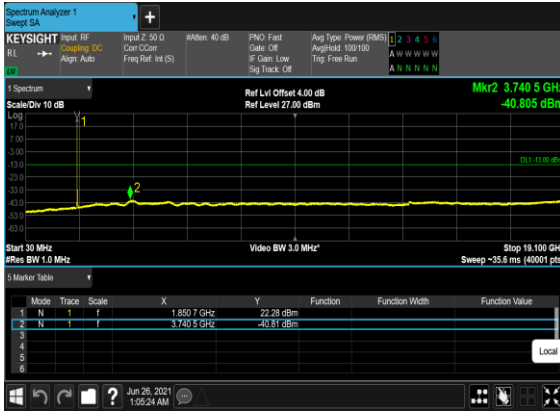 Spectrum Analyzer 1
Swept SA
+
KEYSIGHT Input: RF
RL Coupling: DC
Align: Auto
Input Z: 50 Ω
Corr CCorr
Freq Ref: Int (S)
#Atten: 40 dB
PNO: Fast
Gate: Off
IF Gain: Low
Sig Track: Off
Avg Type: Power (RMS)
Avg|Hold: 100/100
Trig: Free Run
1 2 3 4 5 6
A W W W W W
A N N N N N
1 Spectrum
Scale/Div 10 dB
Ref Lvl Offset 4.00 dB
Ref Level 27.00 dBm
Mkr2 3.740 5 GHz
-40.805 dBm
Log
17.0
7.00
-3.00
-13.0
-23.0
-33.0
-43.0
-53.0
-63.0
1
2
DL1 -13.00 dBm
Start 30 MHz
#Res BW 1.0 MHz
Video BW 3.0 MHz*
Stop 19.100 GHz
Sweep ~35.6 ms (40001 pts)
5 Marker Table
Mode Trace Scale X Y Function Function Width Function Value
1 N 1 f 1.850 7 GHz 22.28 dBm
2 N 1 f 3.740 5 GHz -40.81 dBm
3
4
5
6
Local
?
Jun 26, 2021
1:05:24 AM